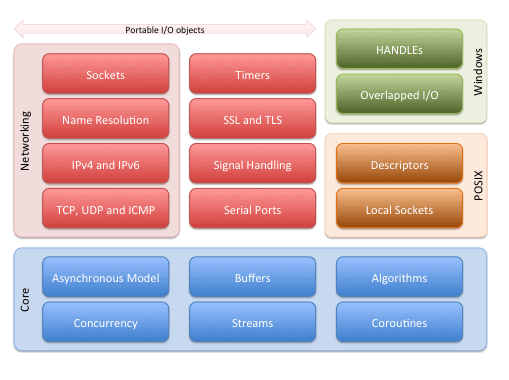 Portable I/O objects
Networking
Sockets
Name Resolution
IPv4 and IPv6
TCP, UDP and ICMP
Timers
SSL and TLS
Signal Handling
Serial Ports
HANDLEs
Overlapped I/O
Windows
Descriptors
Local Sockets
POSIX
Core
Asynchronous Model
Buffers
Algorithms
Concurrency
Streams
Coroutines